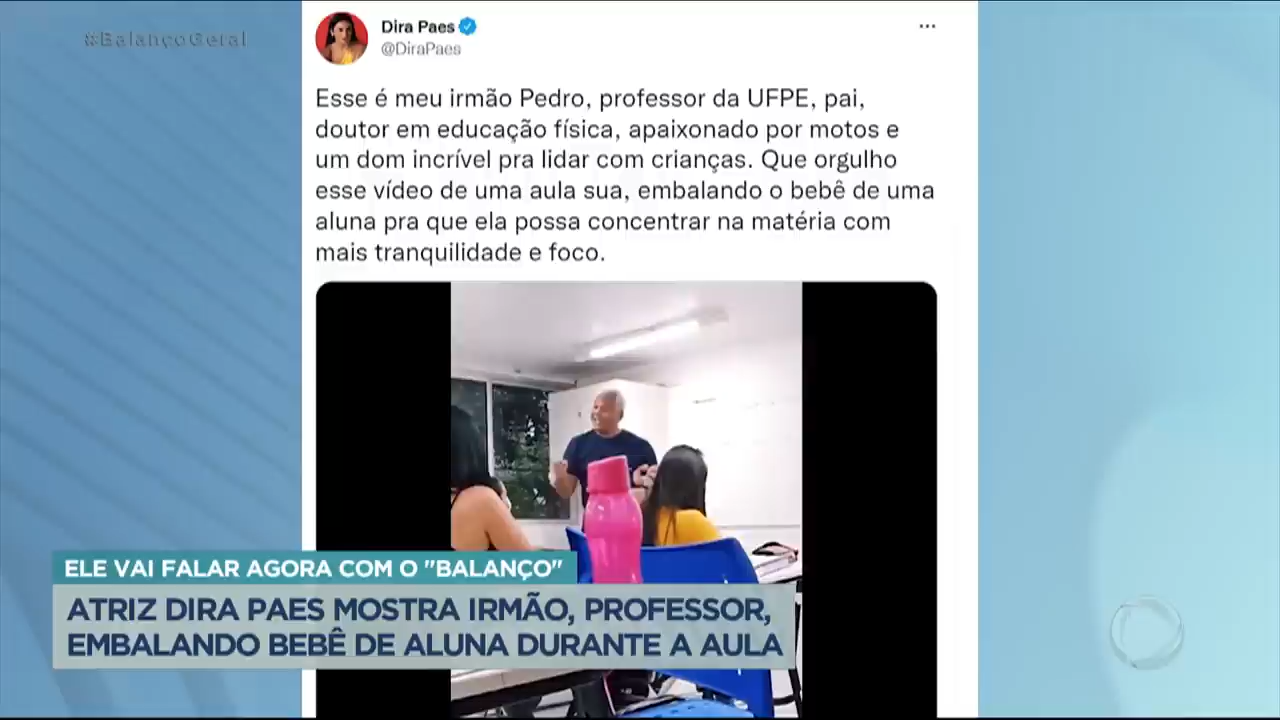 #BalançoGeral
Dira Paes
@DiraPaes
Esse é meu irmão Pedro, professor da UFPE, pai,
doutor em educação física, apaixonado por motos e
um dom incrível pra lidar com crianças. Que orgulho
esse vídeo de uma aula sua, embalando o bebê de uma
aluna pra que ela possa concentrar na matéria com
mais tranquilidade e foco.
ELE VAI FALAR AGORA COM O "BALANÇO"
ATRIZ DIRA PAES MOSTRA IRMÃO, PROFESSOR,
EMBALANDO BEBÊ DE ALUNA DURANTE A AULA